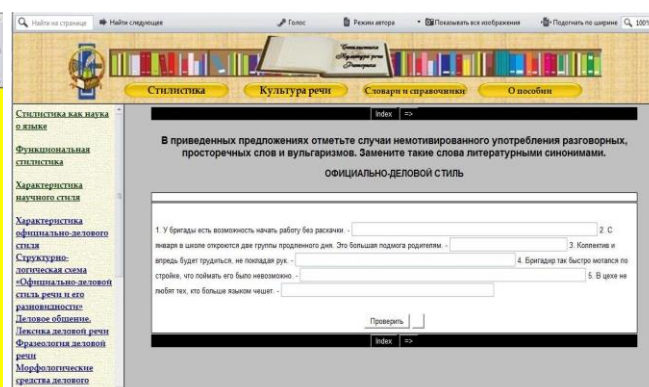 Найти на странице
Найти следующее
Голос
Режим автора
Показывать все изображения
Подогнать по ширине
100%
Стилистика
Культура речи
Риторика
Стилистика
Культура речи
Словари и справочники
О пособии
Стилистика как наука
о языке
Функциональная
стилистика
Характеристика
научного стиля
Характеристика
официально-делового
стиля
Структурно-
логическая схема
«Официально-деловой
стиль речи и его
разновидности»
Деловое общение.
Лексика деловой речи
Фразеология деловой
речи
Морфологические
средства делового
Index =>
В приведенных предложениях отметьте случаи немотивированного употребления разговорных,
просторечных слов и вульгаризмов. Замените такие слова литературными синонимами.
ОФИЦИАЛЬНО-ДЕЛОВОЙ СТИЛЬ
1. У бригады есть возможность начать работу без раскачки. - 2. С
января в школе откроются две группы продленного дня. Это большая подмога родителям. - 3. Коллектив и
впредь будет трудиться, не покладая рук. - 4. Бригадир так быстро мотался по
стройке, что поймать его было невозможно. - 5. В цехе не
любят тех, кто больше языком чешет. -
Проверить
Index =>